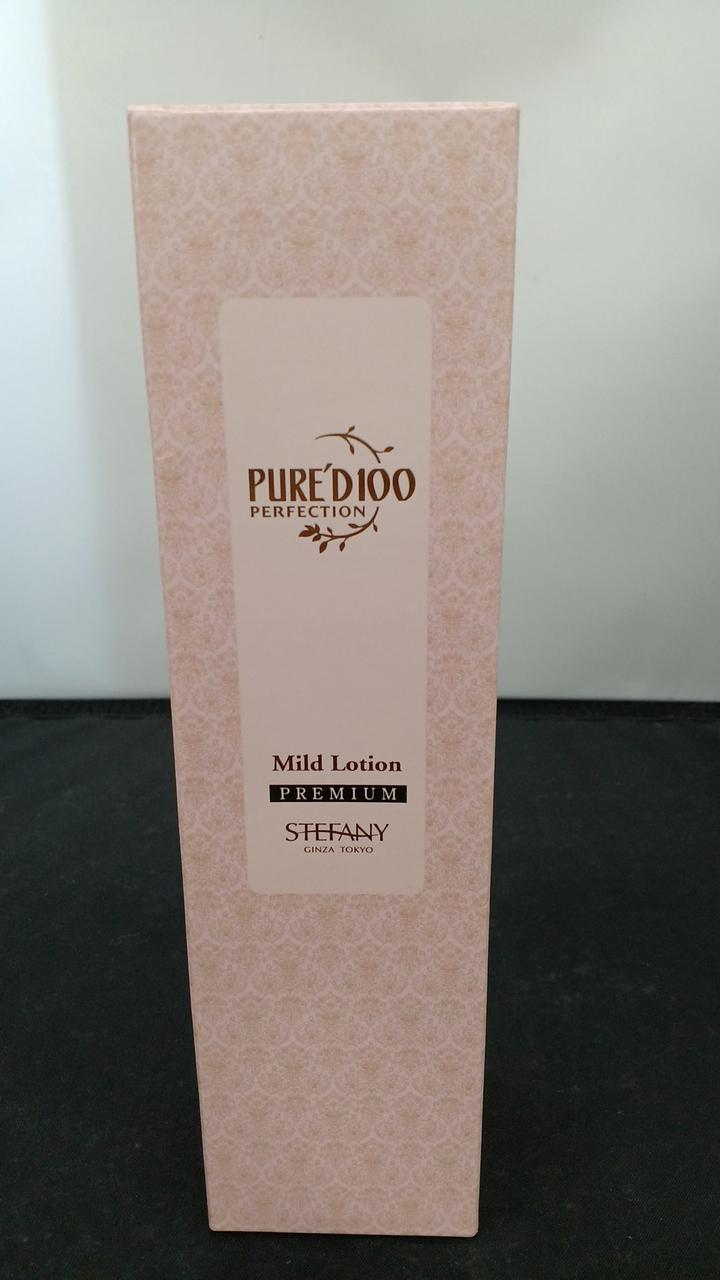 PURE´D100
PERFECTION
Mild Lotion
PREMIUM
STEFANY
GINZA TOKYO